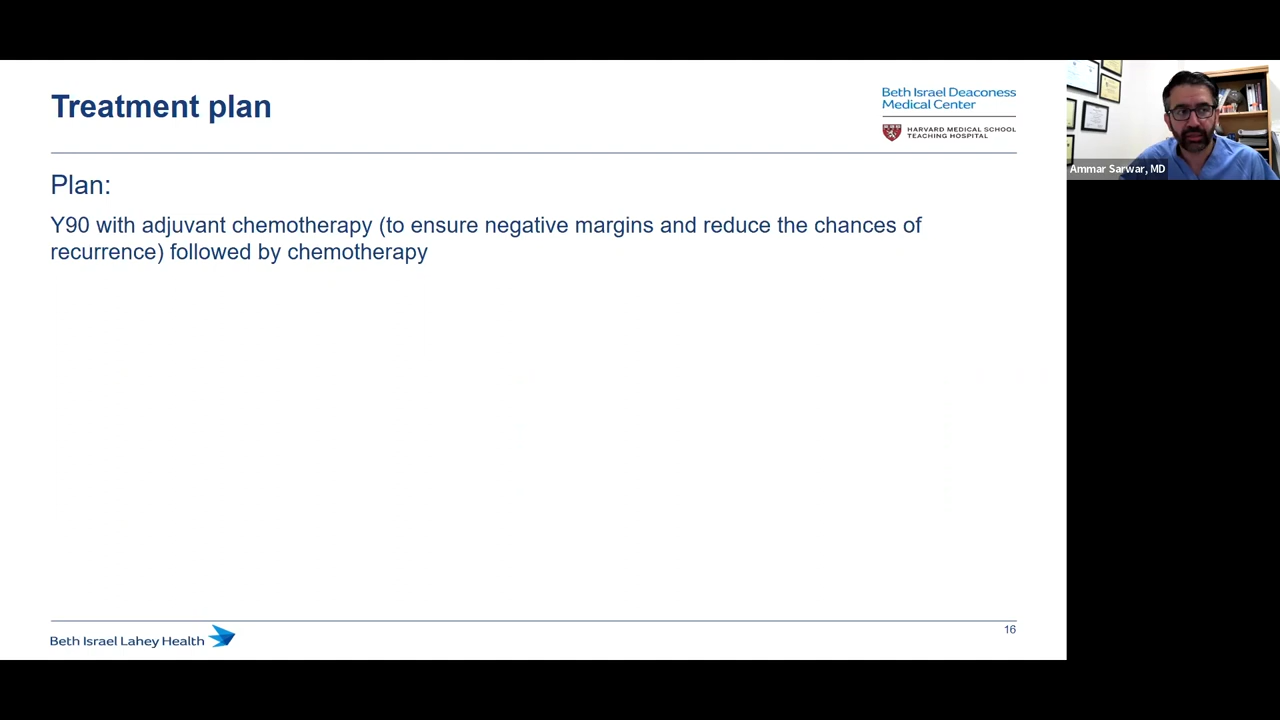 Treatment plan
Beth Israel Deaconess
Medical Center
HARVARD MEDICAL SCHOOL
TEACHING HOSPITAL
Ammar Sarwar, MD
Plan:
Y90 with adjuvant chemotherapy (to ensure negative margins and reduce the chances of
recurrence) followed by chemotherapy
Beth Israel Lahey Health
16